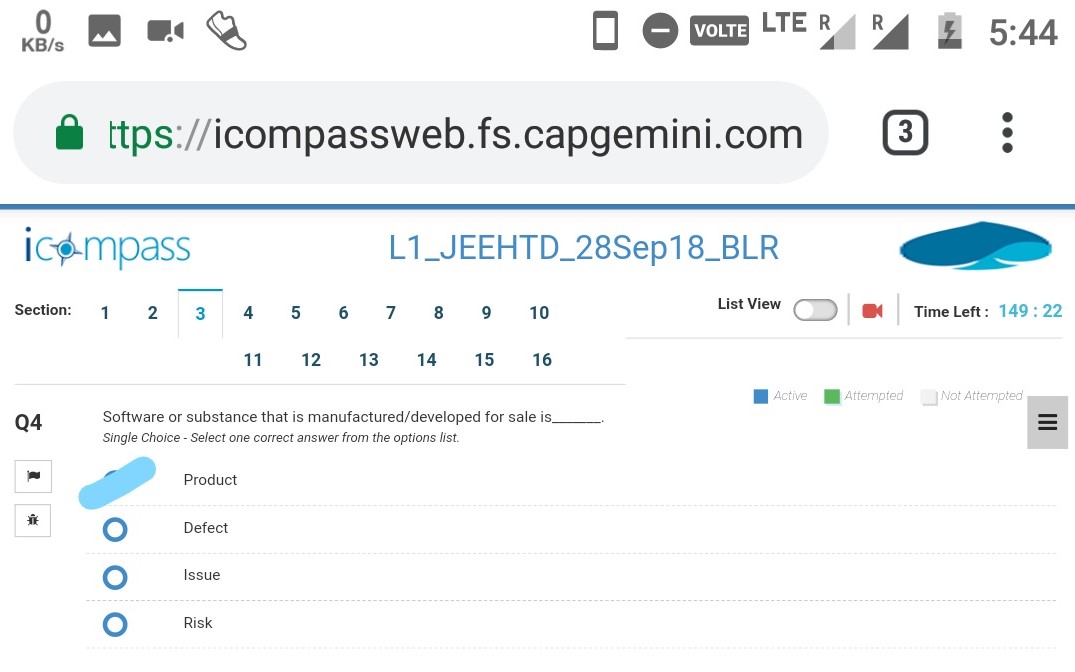 0
KB/s
VOLTE LTE R R 5:44
ttps://icompassweb.fs.capgemini.com
3
icompass
L1_JEEHTD_28Sep18_BLR
Section: 1 2 3 4 5 6 7 8 9 10
11 12 13 14 15 16
List View
Time Left : 149 : 22
Active Attempted Not Attempted
Q4
Software or substance that is manufactured/developed for sale is_______.
Single Choice - Select one correct answer from the options list.
Product
Defect
Issue
Risk